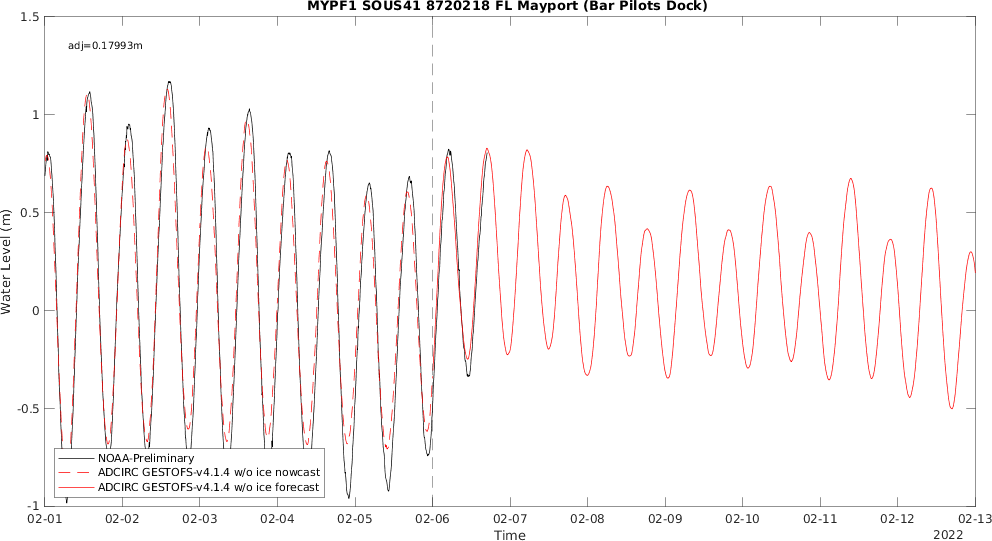 MYPF1 SOUS41 8720218 FL Mayport (Bar Pilots Dock)
1.5
adj=0.17993m
1
0.5
0
-0.5
-1
Water Level (m)
NOAA-Preliminary
ADCIRC GESTOFS-v4.1.4 w/o ice nowcast
ADCIRC GESTOFS-v4.1.4 w/o ice forecast
02-01 02-02 02-03 02-04 02-05 02-06 02-07 02-08 02-09 02-10 02-11 02-12 02-13
Time
2022